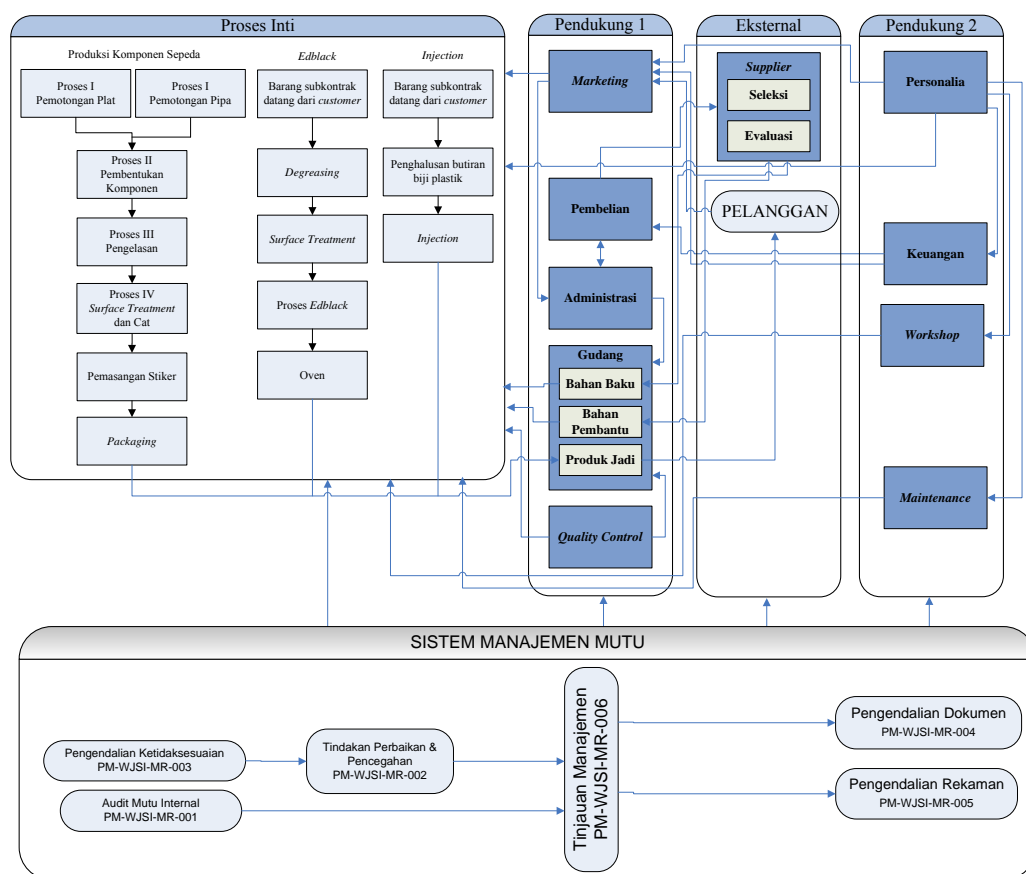 Proses Inti
Produksi Komponen Sepeda
Proses I
Pemotongan Plat
Proses I
Pemotongan Pipa
Proses II
Pembentukan
Komponen
Proses III
Pengelasan
Proses IV
Surface Treatment
dan Cat
Pemasangan Stiker
Packaging
Edblack
Barang subkontrak
datang dari customer
Degreasing
Surface Treatment
Proses Edblack
Oven
Injection
Barang subkontrak
datang dari customer
Penghalusan butiran
biji plastik
Injection
Pendukung 1
Marketing
Pembelian
Administrasi
Gudang
Bahan Baku
Bahan
Pembantu
Produk Jadi
Quality Control
Eksternal
Supplier
Seleksi
Evaluasi
PELANGGAN
Pendukung 2
Personalia
Keuangan
Workshop
Maintenance
SISTEM MANAJEMEN MUTU
Pengendalian Ketidaksesuaian
PM-WJSI-MR-003
Audit Mutu Internal
PM-WJSI-MR-001
Tindakan Perbaikan &
Pencegahan
PM-WJSI-MR-002
Tinjauan Manajemen
PM-WJSI-MR-006
Pengendalian Dokumen
PM-WJSI-MR-004
Pengendalian Rekaman
PM-WJSI-MR-005